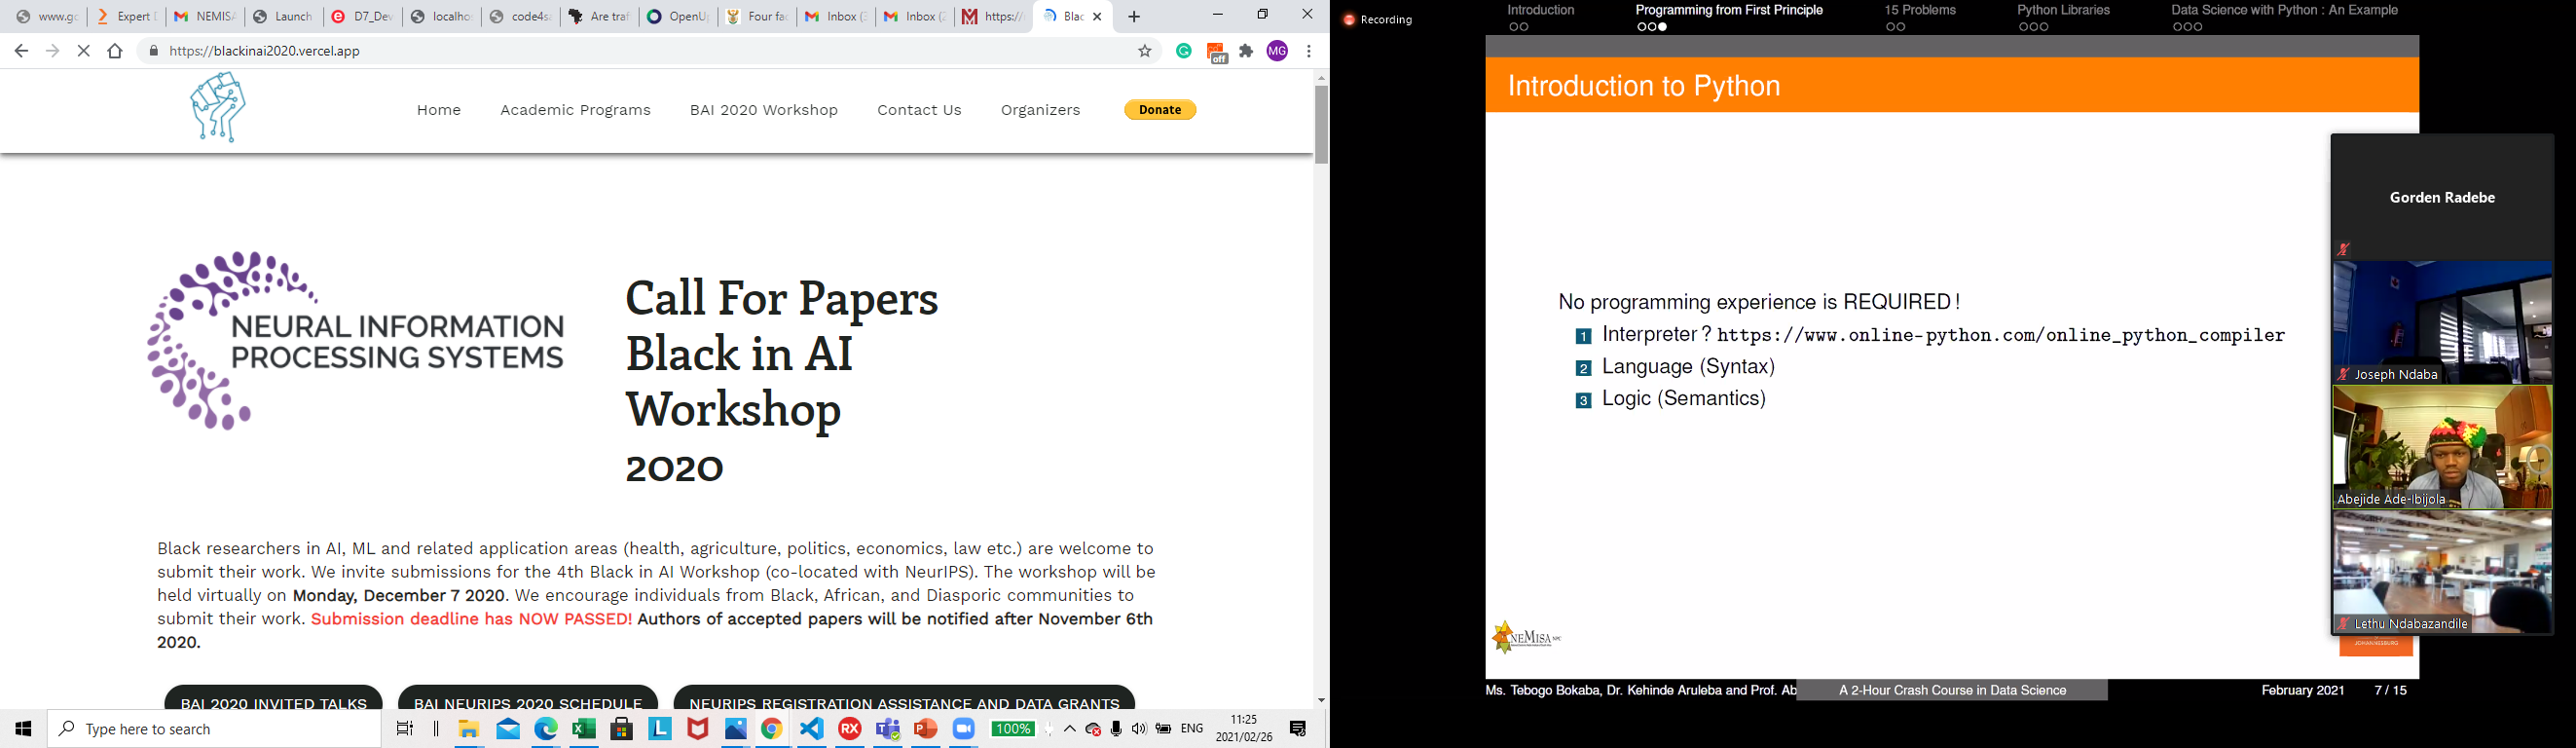 www.gc
Expert D
NEMISA
Launch
D7_Dev
localho
code4sa
Are traf
OpenUp
Four fac
Inbox (3
Inbox (2
https://
Blac
https://blackinai2020.vercel.app
off
MG
Home
Academic Programs
BAI 2020 Workshop
Contact Us
Organizers
Donate
NEURAL INFORMATION
PROCESSING SYSTEMS
Call For Papers
Black in AI
Workshop
2020
Black researchers in AI, ML and related application areas (health, agriculture, politics, economics, law etc.) are welcome to
submit their work. We invite submissions for the 4th Black in AI Workshop (co-located with NeurIPS). The workshop will be
held virtually on Monday, December 7 2020. We encourage individuals from Black, African, and Diasporic communities to
submit their work. Submission deadline has NOW PASSED! Authors of accepted papers will be notified after November 6th
2020.
BAI 2020 INVITED TALKS
BAI NEURIPS 2020 SCHEDULE
NEURIPS REGISTRATION ASSISTANCE AND DATA GRANTS
Type here to search
100%
ENG
11:25
2021/02/26
Recording
Introduction
Programming from First Principle
15 Problems
Python Libraries
Data Science with Python : An Example
Introduction to Python
No programming experience is REQUIRED !
1 Interpreter ? https://www.online-python.com/online_python_compiler
2 Language (Syntax)
3 Logic (Semantics)
Gorden Radebe
Joseph Ndaba
Abejide Ade-Ibijola
Lethu Ndabazandile
NEMISA NPC
JOHANNESBURG
Ms. Tebogo Bokaba, Dr. Kehinde Aruleba and Prof. Ab
A 2-Hour Crash Course in Data Science
February 2021
7 / 15